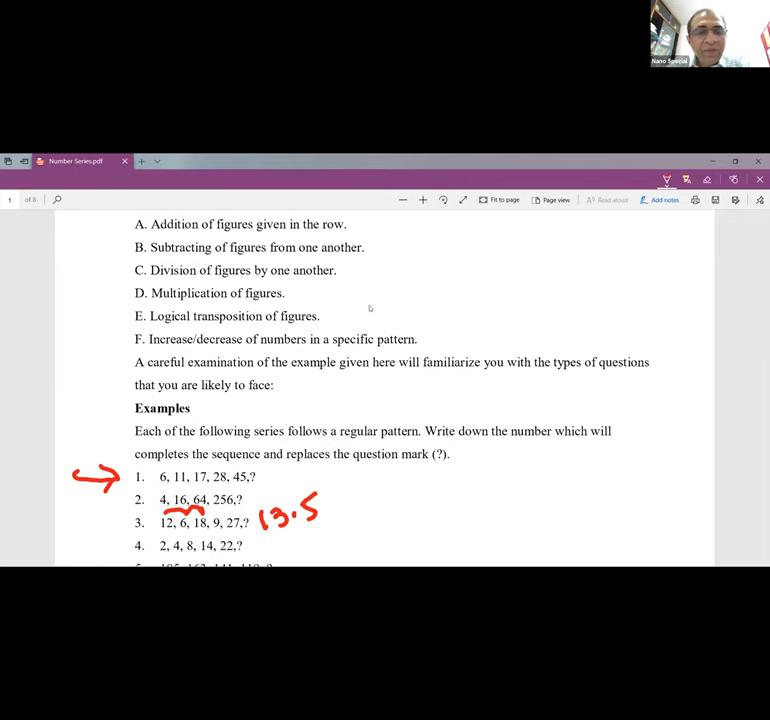 Nano Special
Number Series.pdf
1 of 8 Fit to page Page view Read aloud Add notes
A. Addition of figures given in the row.
B. Subtracting of figures from one another.
C. Division of figures by one another.
D. Multiplication of figures.
E. Logical transposition of figures.
F. Increase/decrease of numbers in a specific pattern.
A careful examination of the example given here will familiarize you with the types of questions
that you are likely to face:
Examples
Each of the following series follows a regular pattern. Write down the number which will
completes the sequence and replaces the question mark (?).
1. 6, 11, 17, 28, 45,?
2. 4, 16, 64, 256,?
3. 12, 6, 18, 9, 27,? 13.5
4. 2, 4, 8, 14, 22,?